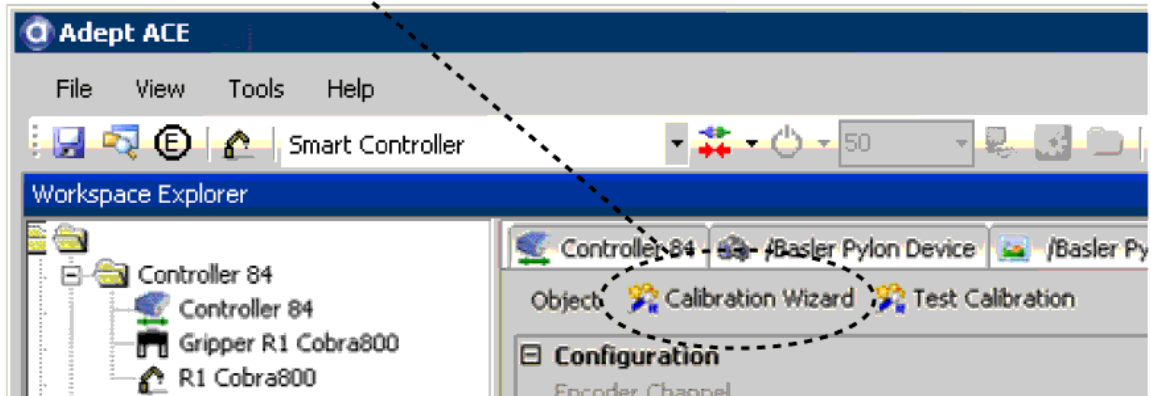 Adept ACE
File View Tools Help
E Smart Controller 50
Workspace Explorer
Controller 84 /Basler Pylon Device /Basler Py
Controller 84
Object Calibration Wizard Test Calibration
Controller 84
Gripper R1 Cobra800
Configuration
R1 Cobra800
Encoder Channel